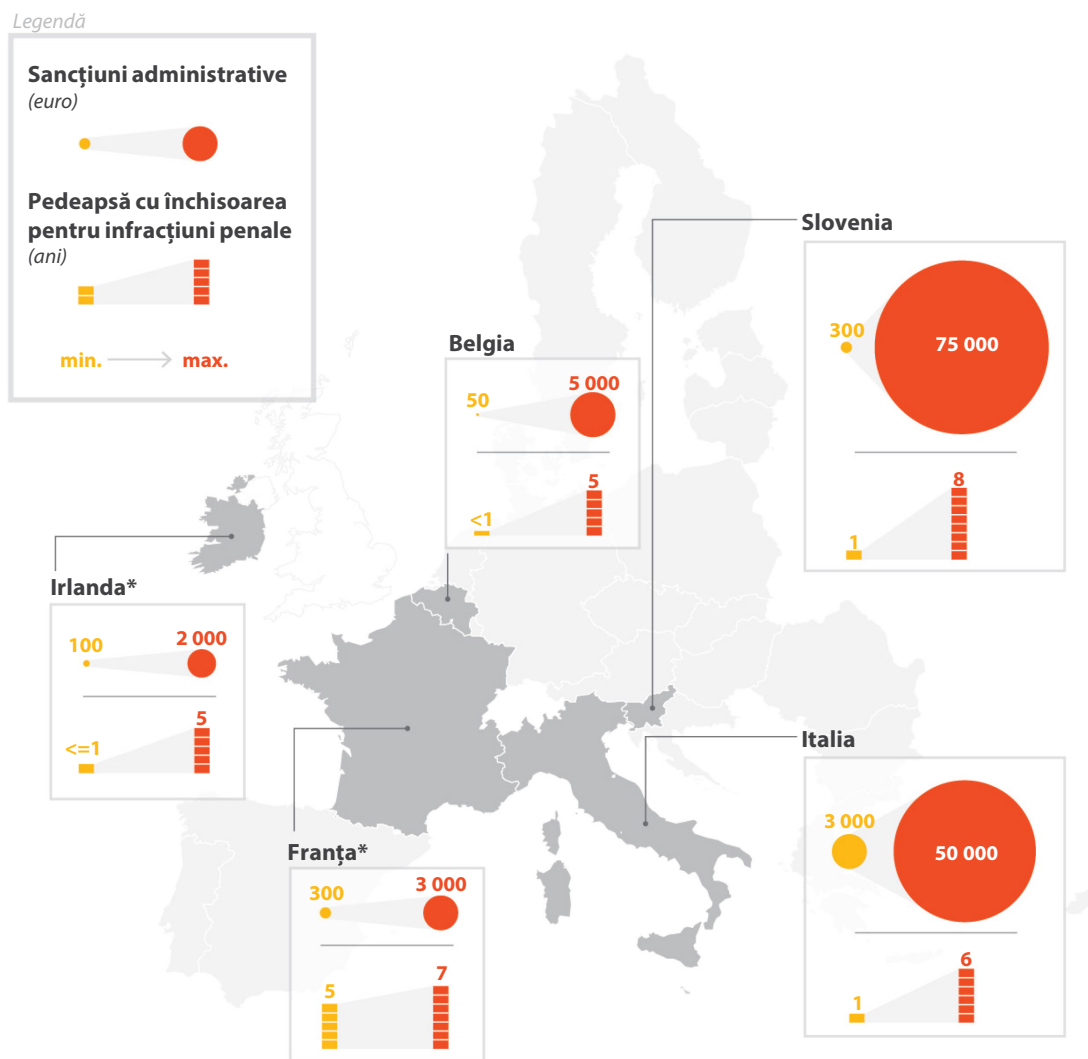 Legendă
Sancțiuni administrative
(euro)
Pedeapsă cu închisoarea
pentru infracțiuni penale
(ani)
min.
max.
Slovenia
300
75 000
8
1
Belgia
50
5 000
5
<1
Irlanda*
100
2 000
5
<=1
Italia
3 000
50 000
6
1
Franța*
300
3 000
5
7